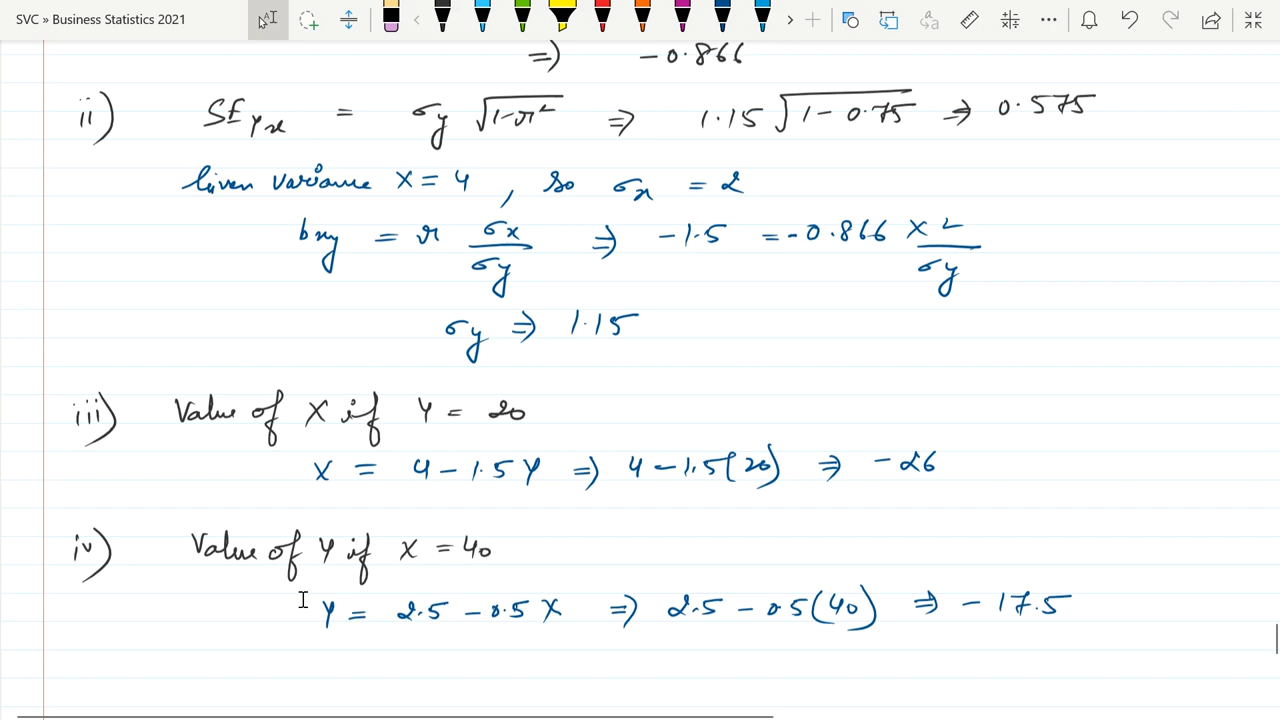 SVC » Business Statistics 2021
=> -0.866
ii) SE yx = σy √1-r² => 1.15 √1-0.75 => 0.575
Given variance X = 4 , so σx = 2
bxy = r σx/σy => -1.5 = -0.866 × 2/σy
σy => 1.15
iii) Value of X if Y = 20
X = 4 - 1.5Y => 4 - 1.5(20) => -26
iv) Value of Y if X = 40
Y = 2.5 - 0.5X => 2.5 - 0.5(40) => -17.5